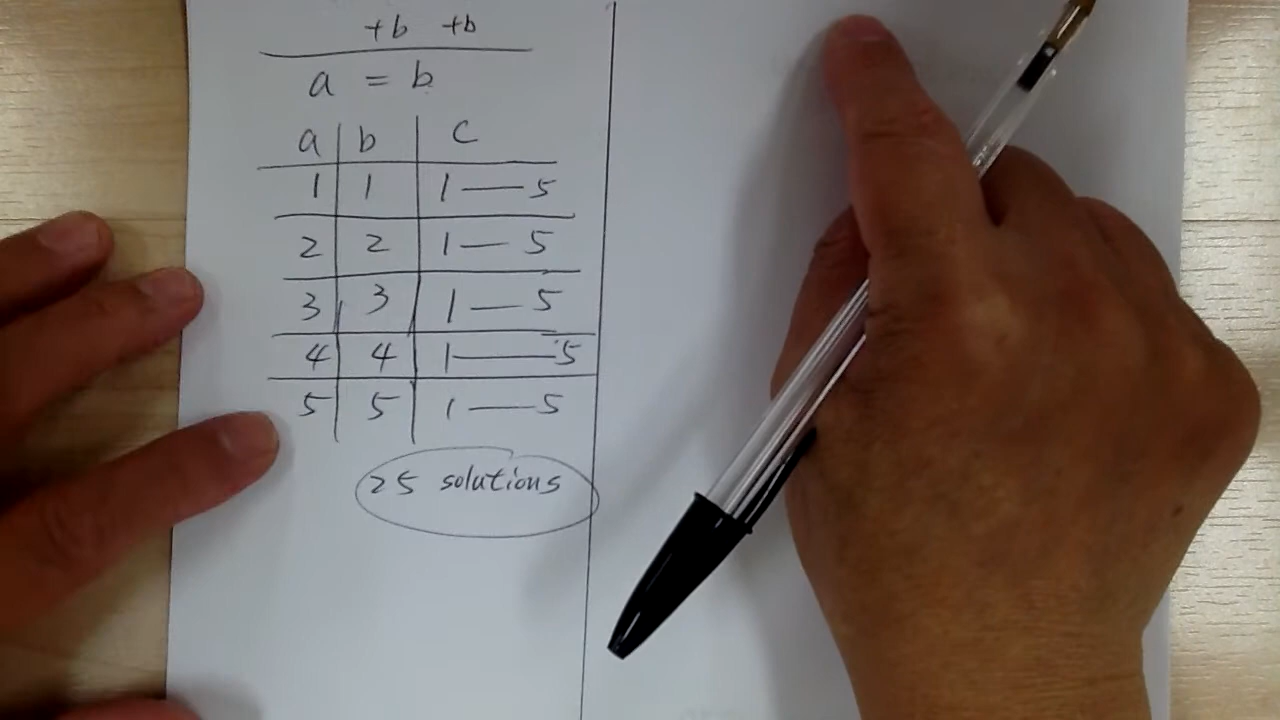 +b +b
a = b
a b c
1 1 1 — 5
2 2 1 — 5
3 3 1 — 5
4 4 1 — 5
5 5 1 — 5
25 solutions